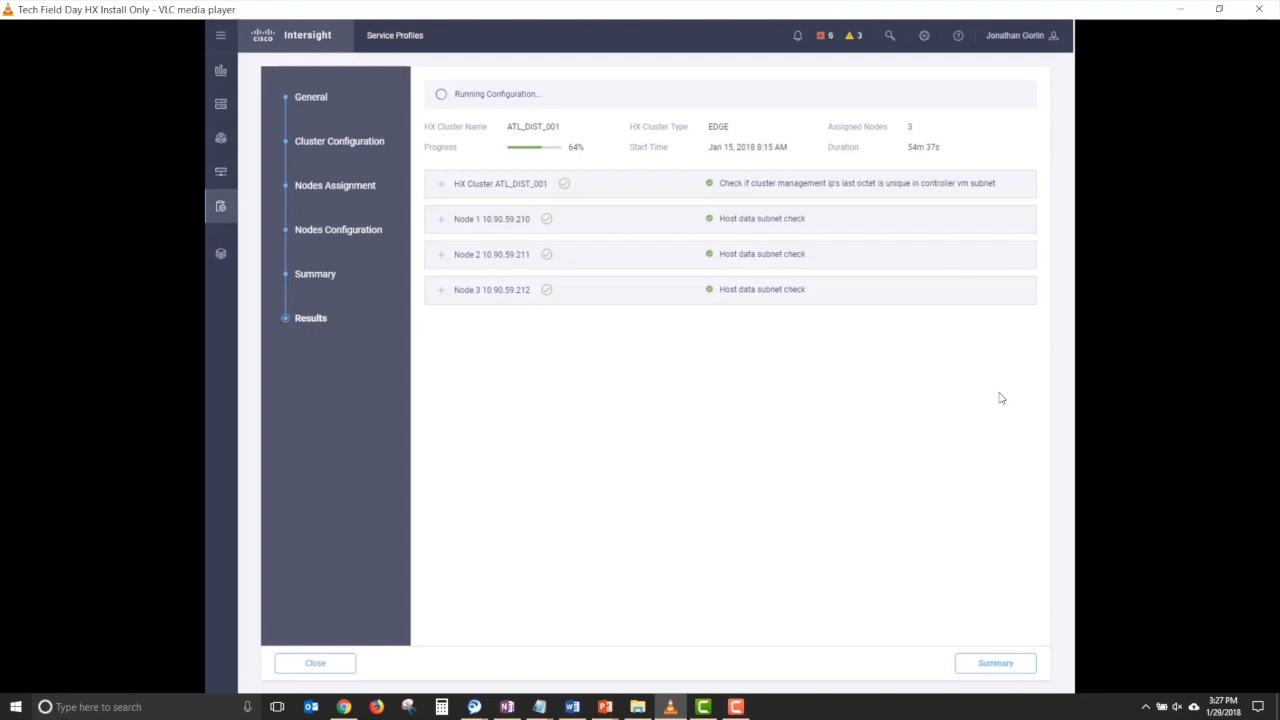 Tech Field Day HX Install Only - VLC media player
CISCO Intersight Service Profiles 6 3 Jonathan Gorlin
General
Cluster Configuration
Nodes Assignment
Nodes Configuration
Summary
Results
Running Configuration...
HX Cluster Name ATL_DIST_001 HX Cluster Type EDGE Assigned Nodes 3
Progress 64% Start Time Jan 15, 2018 8:15 AM Duration 54m 37s
HX Cluster ATL_DIST_001 Check if cluster management ip's last octet is unique in controller vm subnet
Node 1 10.90.59.210 Host data subnet check
Node 2 10.90.59.211 Host data subnet check
Node 3 10.90.59.212 Host data subnet check
Close Summary
Type here to search
3:27 PM
1/29/2018